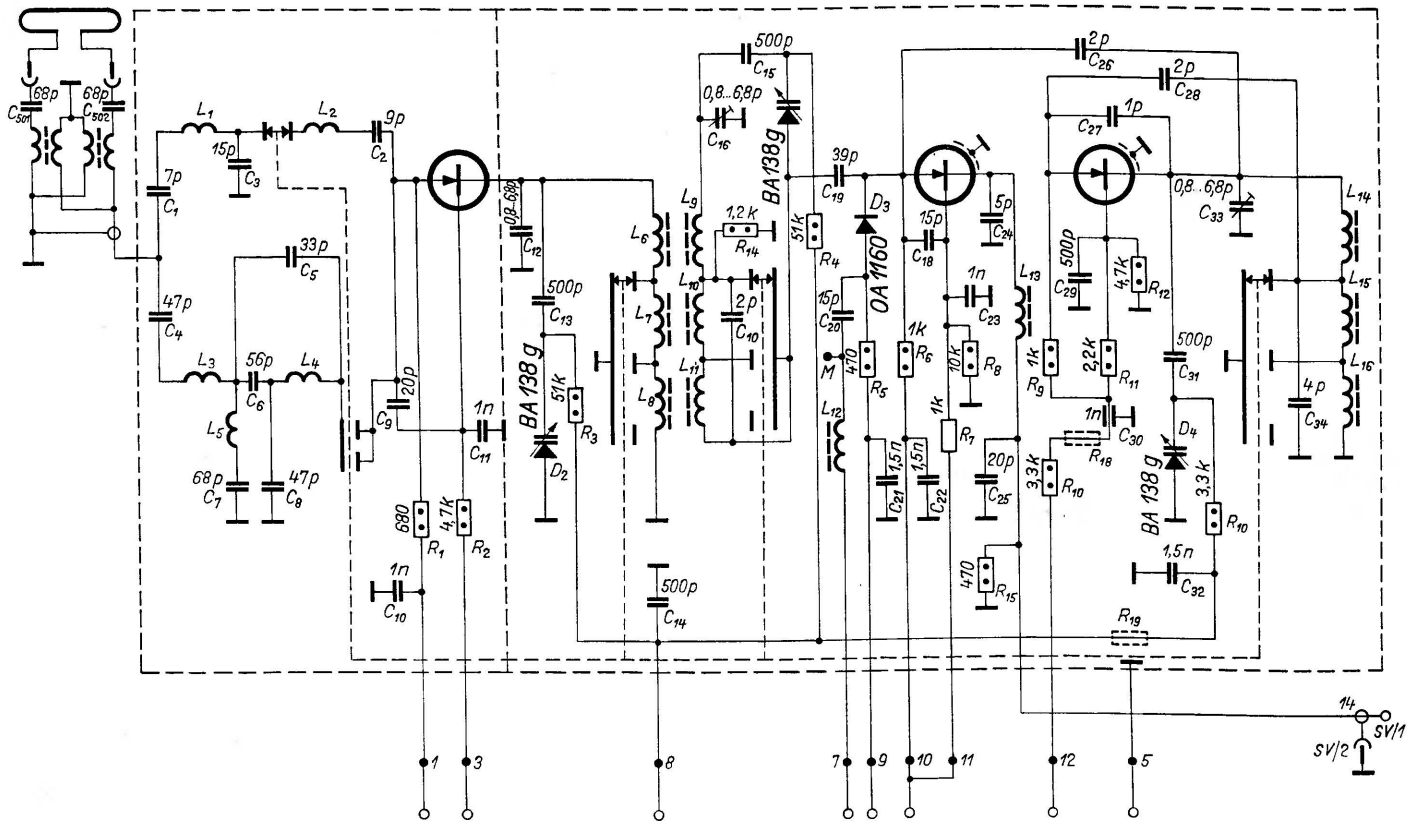 68p
C501
68p
C502
L1
L2
9p
C2
15p
C3
7p
C1
33p
C5
47p
C4
L3
56p
C6
L4
L5
68p
C7
47p
C8
C9
20p
1n
C11
680
R1
4,7k
R2
1n
C10
0,8...6,8p
C12
500p
C13
BA 138 g
D2
51k
R3
L6
L7
L8
500p
C14
500p
C15
0,8...6,8p
C16
BA138g
L9
1,2k
R14
L10
2p
C10
L11
51k
R4
39p
C19
D3
OA1160
15p
C20
M
470
R5
L12
15p
C18
1k
R6
1n
C23
10k
R8
1k
R7
1,5n
C21
1,5n
C22
5p
C24
L13
20p
C25
470
R15
2p
C26
2p
C28
1p
C27
0,8...6,8p
C33
500p
C29
4,7k
R12
1k
R9
2,2k
R11
1n
C30
R18
3,3k
R10
500p
C31
D4
BA 138 g
3,3k
R10
1,5n
C32
R19
L14
L15
L16
4p
C34
14
SV/1
SV/2
1
3
8
7
9
10
11
12
5